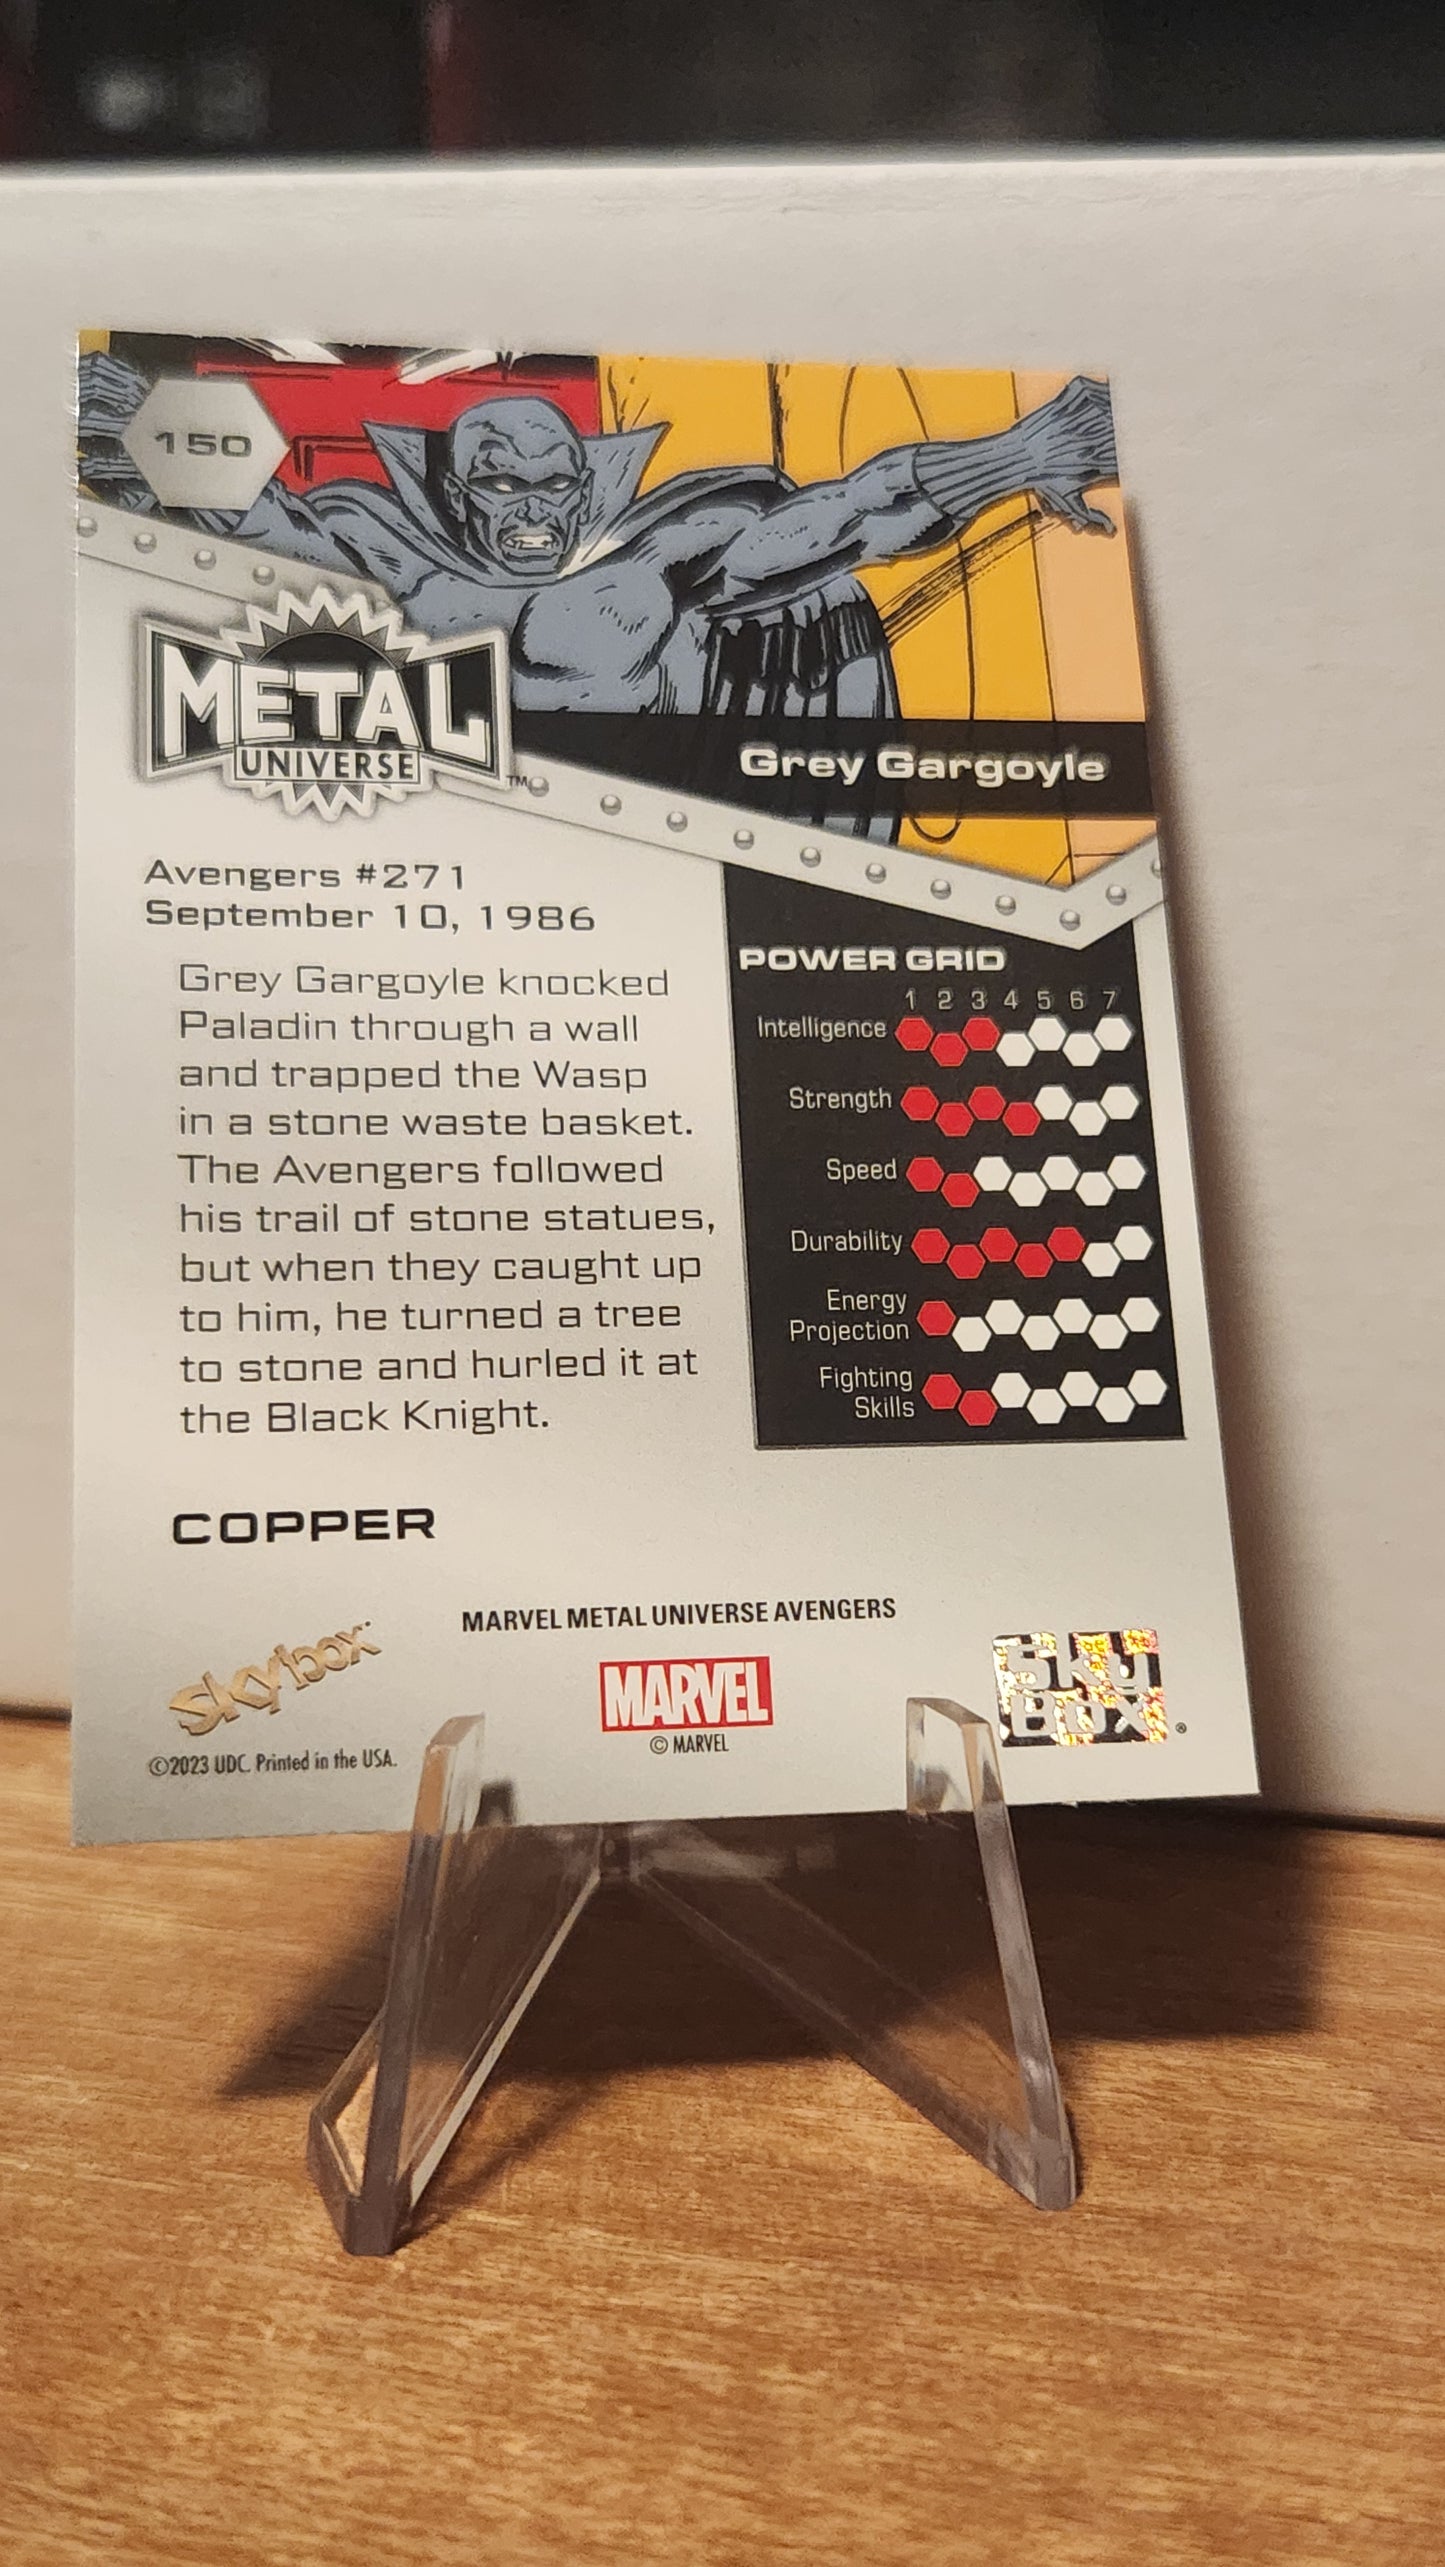 150
METAL
UNIVERSE™
Grey Gargoyle
Avengers #271
September 10, 1986
Grey Gargoyle knocked
Paladin through a wall
and trapped the Wasp
in a stone waste basket.
The Avengers followed
his trail of stone statues,
but when they caught up
to him, he turned a tree
to stone and hurled it at
the Black Knight.
POWER GRID
1 2 3 4 5 6 7
Intelligence
Strength
Speed
Durability
Energy
Projection
Fighting
Skills
COPPER
MARVEL METAL UNIVERSE AVENGERS
skybox
©2023 UDC. Printed in the USA.
MARVEL
© MARVEL
Sky
Box®